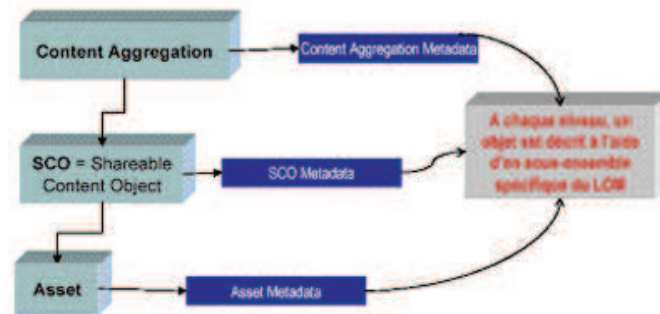 Content Aggregation
Content Aggregation Metadata
A chaque niveau, un
objet est décrit à l'aide
d'en sous-ensemble
spécifique du LOM
SCO = Shareable
Content Object
SCO Metadata
Asset
Asset Metadata